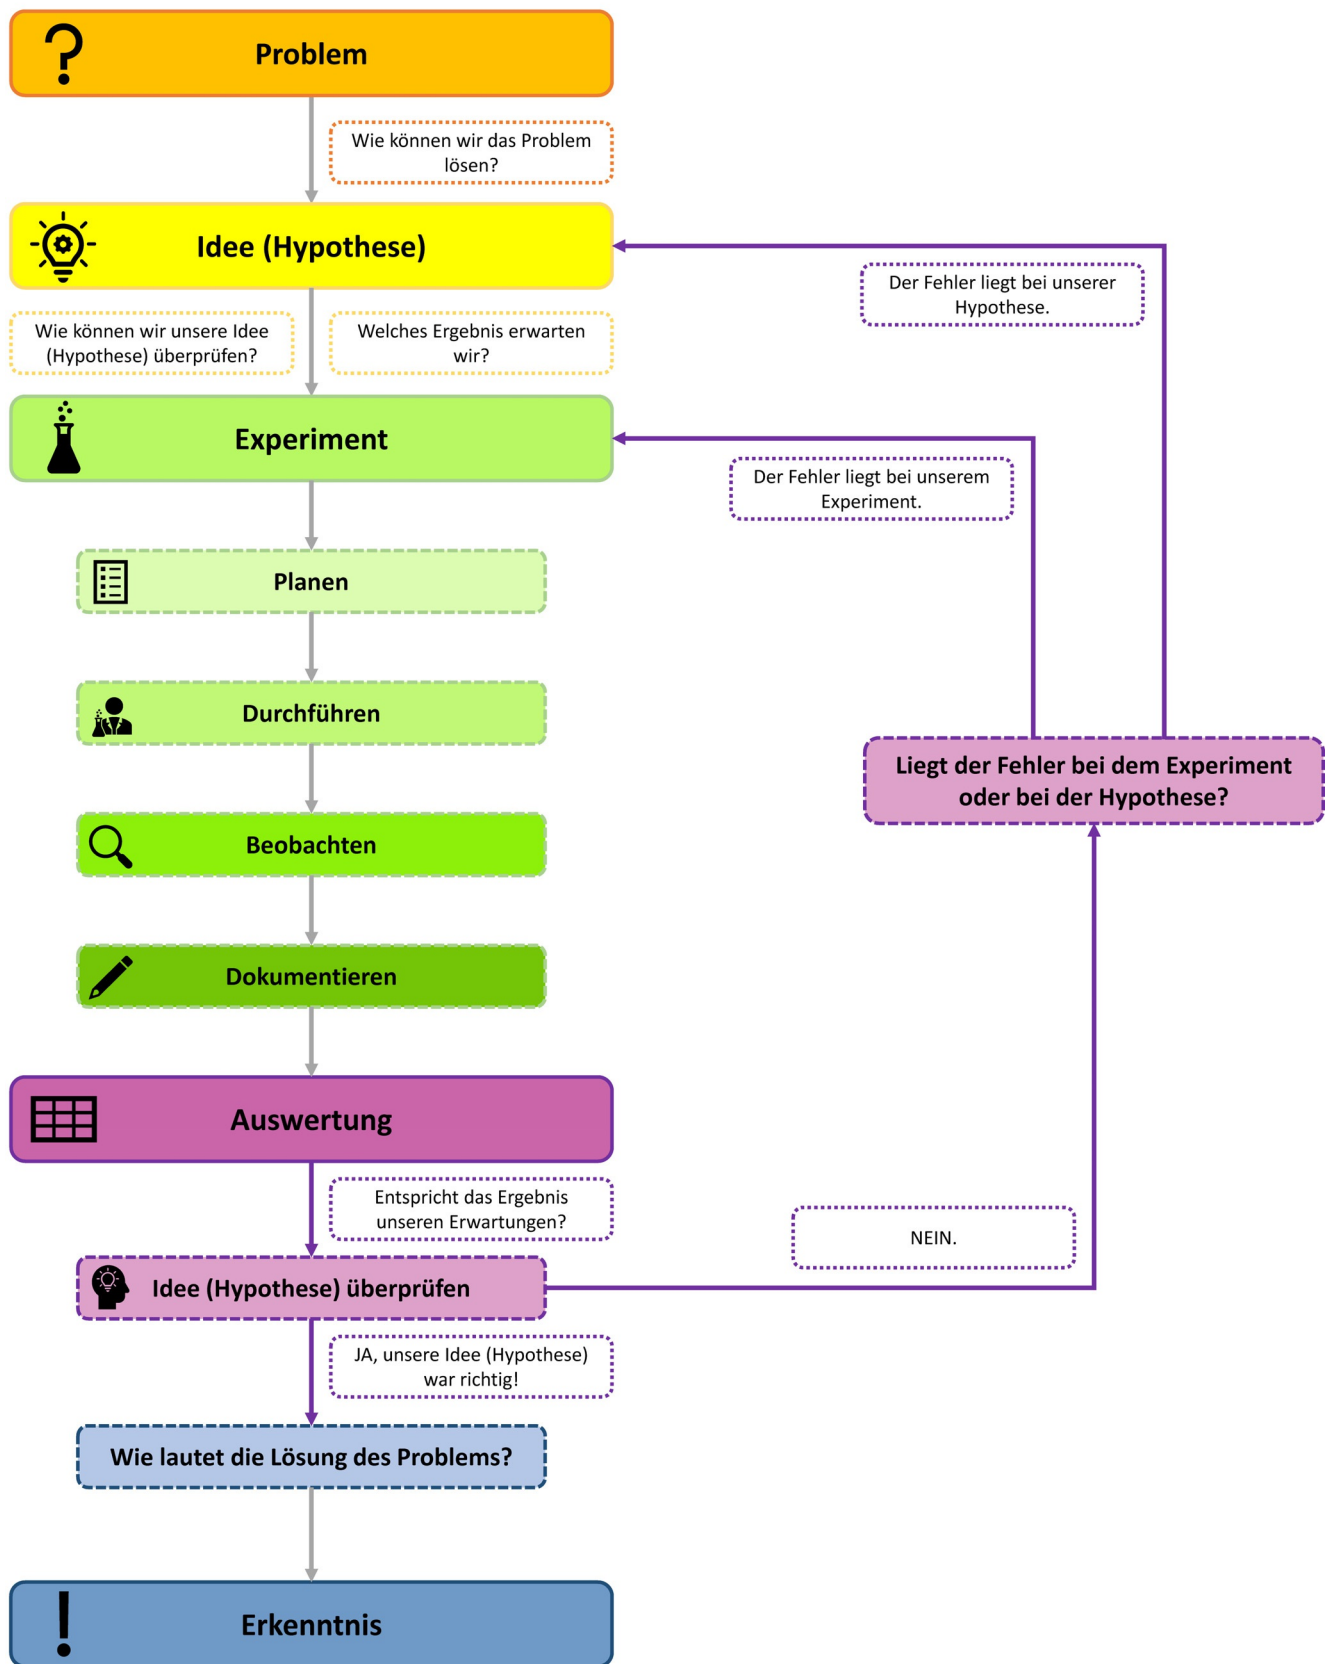 Problem
Wie können wir das Problem
lösen?
Idee (Hypothese)
Der Fehler liegt bei unserer
Hypothese.
Wie können wir unsere Idee
(Hypothese) überprüfen?
Welches Ergebnis erwarten
wir?
Experiment
Der Fehler liegt bei unserem
Experiment.
Planen
Durchführen
Liegt der Fehler bei dem Experiment
oder bei der Hypothese?
Beobachten
Dokumentieren
Auswertung
Entspricht das Ergebnis
unseren Erwartungen?
NEIN.
Idee (Hypothese) überprüfen
JA, unsere Idee (Hypothese)
war richtig!
Wie lautet die Lösung des Problems?
Erkenntnis